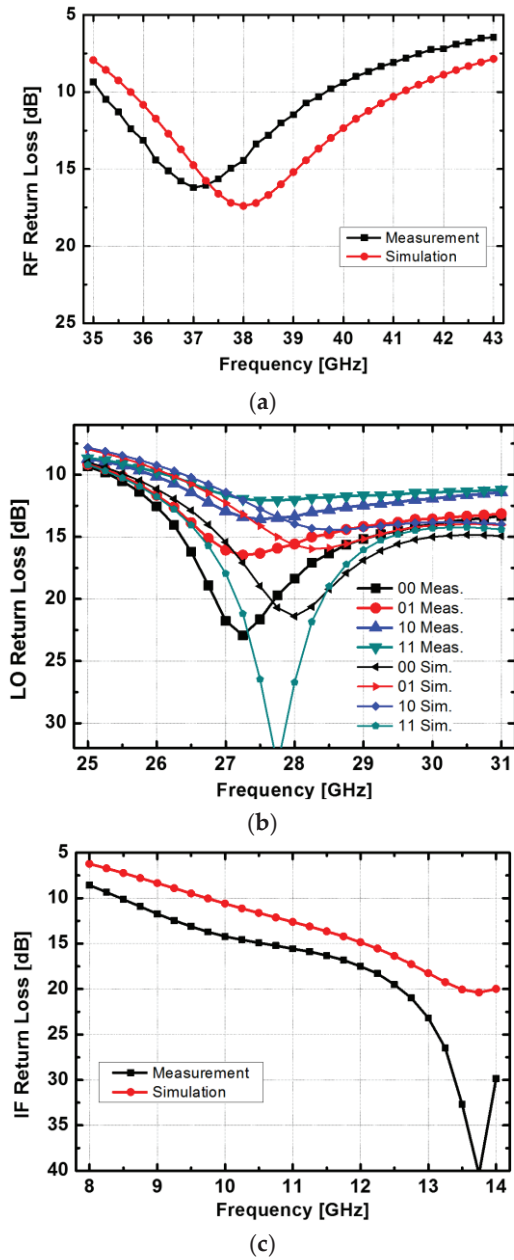 5
10
15
20
25
RF Return Loss [dB]
Measurement
Simulation
35 36 37 38 39 40 41 42 43
Frequency [GHz]
(a)
10
15
20
25
30
LO Return Loss [dB]
00 Meas.
01 Meas.
10 Meas.
11 Meas.
00 Sim.
01 Sim.
10 Sim.
11 Sim.
25 26 27 28 29 30 31
Frequency [GHz]
(b)
5
10
15
20
25
30
35
40
IF Return Loss [dB]
Measurement
Simulation
8 9 10 11 12 13 14
Frequency [GHz]
(c)